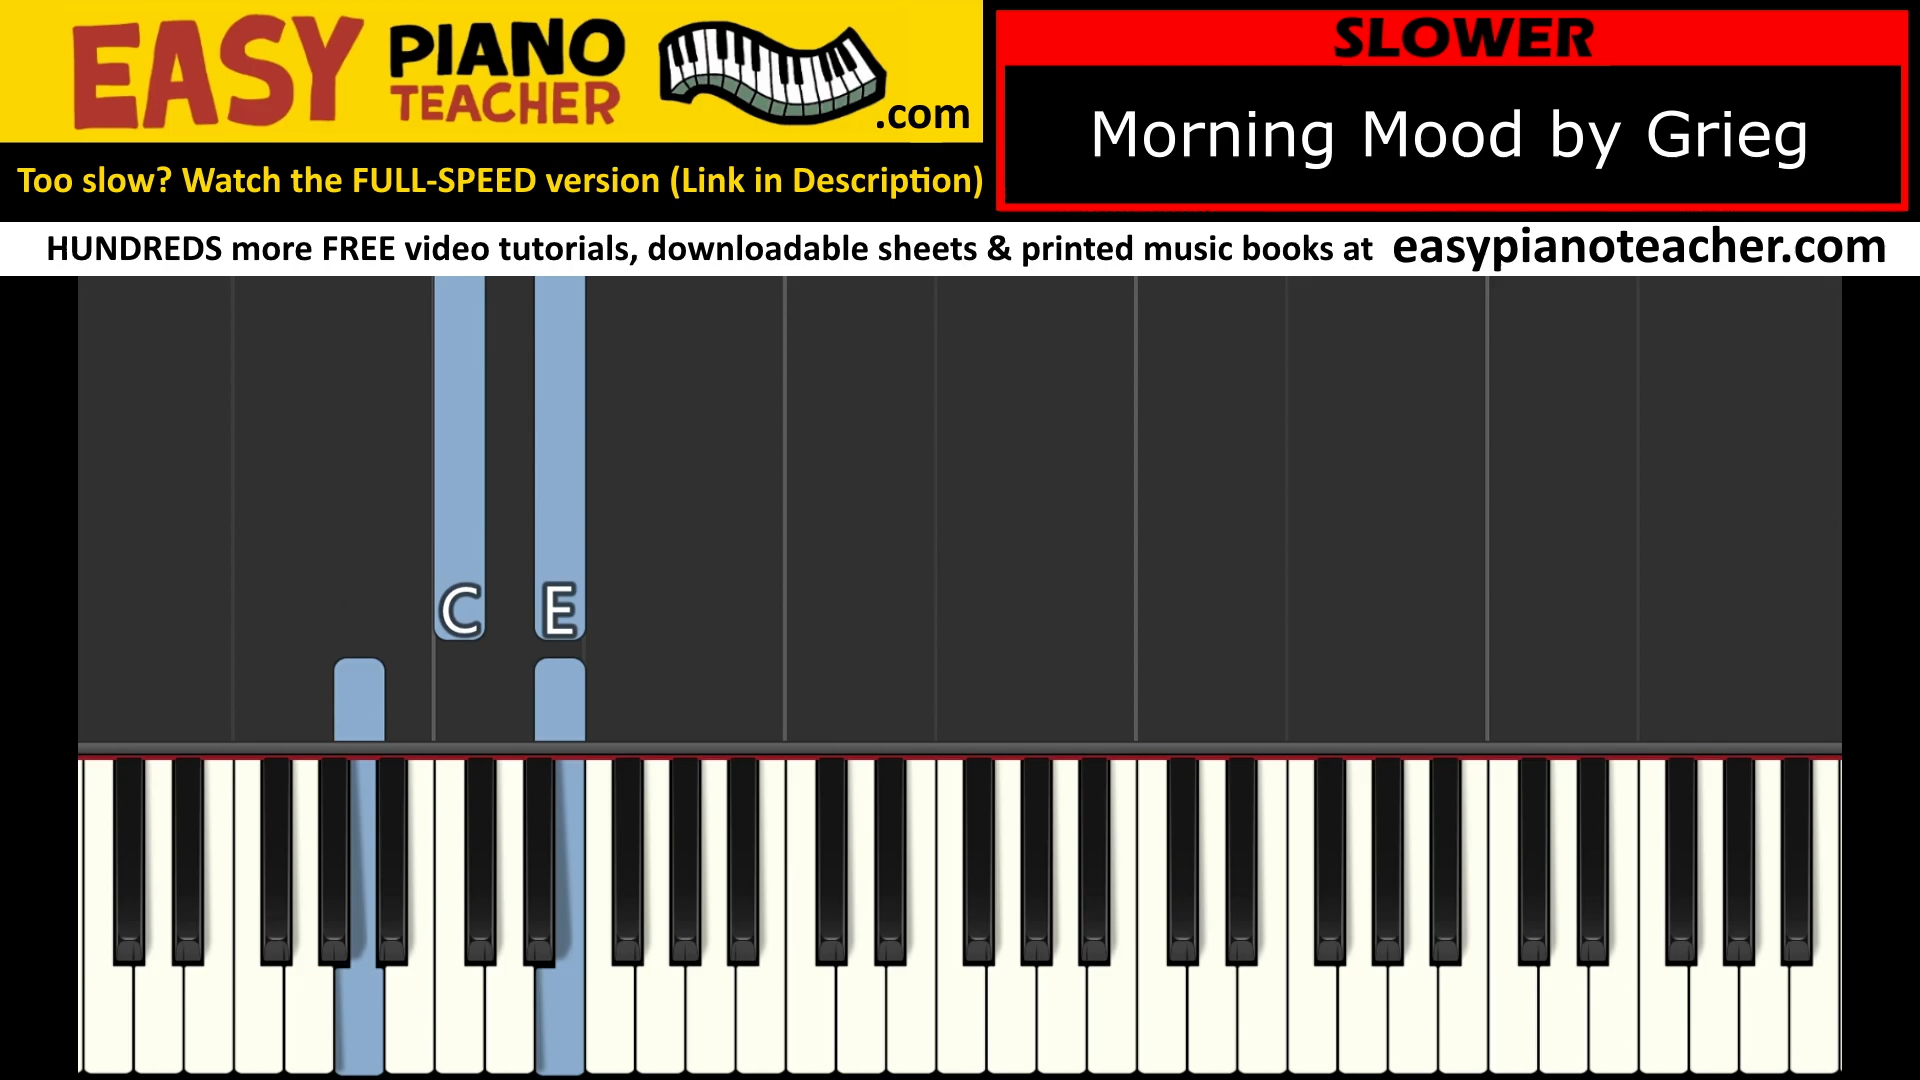 EASY PIANO TEACHER .com
SLOWER
Morning Mood by Grieg
Too slow? Watch the FULL-SPEED version (Link in Description)
HUNDREDS more FREE video tutorials, downloadable sheets & printed music books at easypianoteacher.com
C E